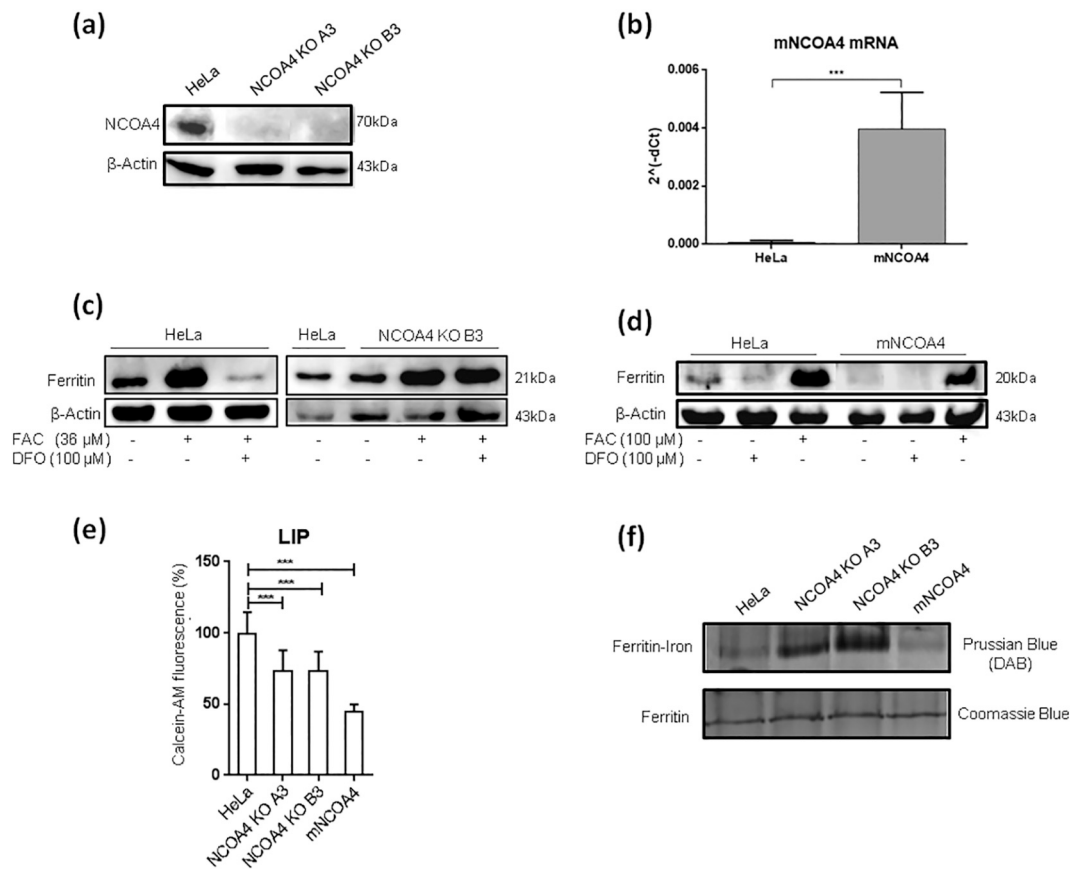 (a)
HeLa
NCOA4 KO A3
NCOA4 KO B3
NCOA4
70kDa
β-Actin
43kDa
(b)
mNCOA4 mRNA
***
0.006
0.004
0.002
0.000
2^(-dCt)
HeLa
mNCOA4
(c)
HeLa
HeLa
NCOA4 KO B3
Ferritin
21kDa
β-Actin
43kDa
FAC (36 µM) - + + - - + +
DFO (100 µM) - - + - - - +
(d)
HeLa
mNCOA4
Ferritin
20kDa
β-Actin
43kDa
FAC (100 µM) - - + - - +
DFO (100 µM) - + - - + -
(e)
LIP
***
***
***
150
100
50
0
Calcein-AM fluorescence (%)
HeLa
NCOA4 KO A3
NCOA4 KO B3
mNCOA4
(f)
HeLa
NCOA4 KO A3
NCOA4 KO B3
mNCOA4
Ferritin-Iron
Prussian Blue
(DAB)
Ferritin
Coomassie Blue